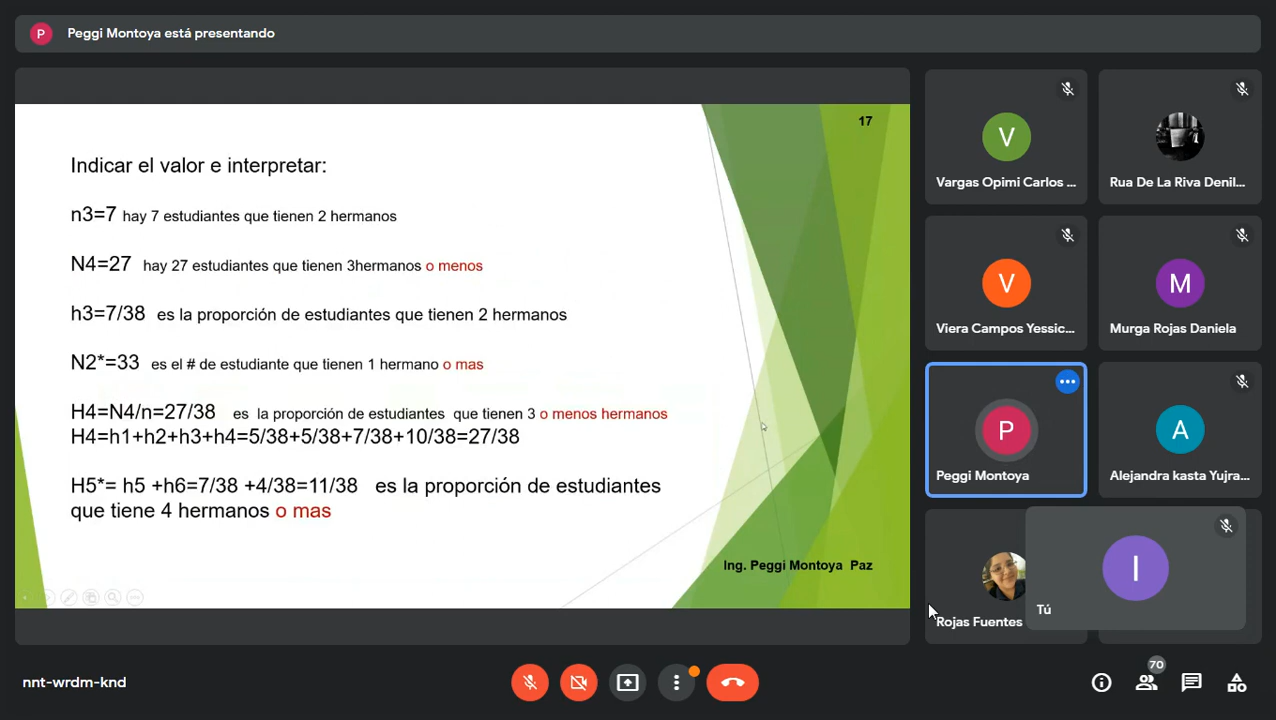 P Peggi Montoya está presentando
17
Indicar el valor e interpretar:
n3=7 hay 7 estudiantes que tienen 2 hermanos
N4=27 hay 27 estudiantes que tienen 3hermanos o menos
h3=7/38 es la proporción de estudiantes que tienen 2 hermanos
N2*=33 es el # de estudiante que tienen 1 hermano o mas
H4=N4/n=27/38 es la proporción de estudiantes que tienen 3 o menos hermanos
H4=h1+h2+h3+h4=5/38+5/38+7/38+10/38=27/38
H5*= h5 +h6=7/38 +4/38=11/38 es la proporción de estudiantes
que tiene 4 hermanos o mas
Ing. Peggi Montoya Paz
V
Vargas Opimi Carlos ...
Rua De La Riva Denil...
V
Viera Campos Yessic...
M
Murga Rojas Daniela
P
Peggi Montoya
A
Alejandra kasta Yujra...
Rojas Fuentes
I
Tú
nnt-wrdm-knd
70